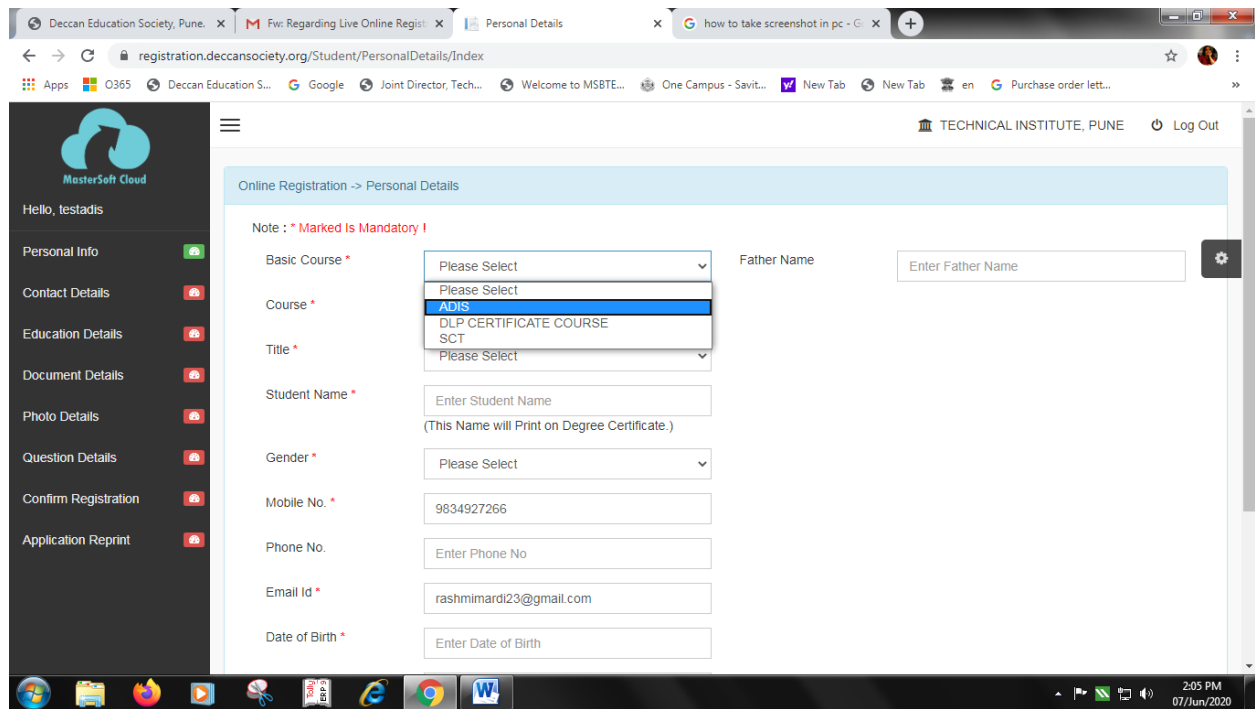 Deccan Education Society, Pune.
Fw: Regarding Live Online Regist
Personal Details
how to take screenshot in pc - G
registration.deccansociety.org/Student/PersonalDetails/Index
Apps
O365
Deccan Education S...
Google
Joint Director, Tech...
Welcome to MSBTE...
One Campus - Savit...
New Tab
New Tab
en
Purchase order lett...
»
MasterSoft Cloud
TECHNICAL INSTITUTE, PUNE
Log Out
Hello, testadis
Personal Info
Contact Details
Education Details
Document Details
Photo Details
Question Details
Confirm Registration
Application Reprint
Online Registration -> Personal Details
Note : * Marked Is Mandatory !
Basic Course *
Please Select
Father Name
Enter Father Name
Please Select
ADIS
DLP CERTIFICATE COURSE
SCT
Course *
Title *
Please Select
Student Name *
Enter Student Name
(This Name will Print on Degree Certificate.)
Gender *
Please Select
Mobile No. *
9834927266
Phone No.
Enter Phone No
Email Id *
rashmimardi23@gmail.com
Date of Birth *
Enter Date of Birth
Tally
ERP 9
2:05 PM
07/Jun/2020